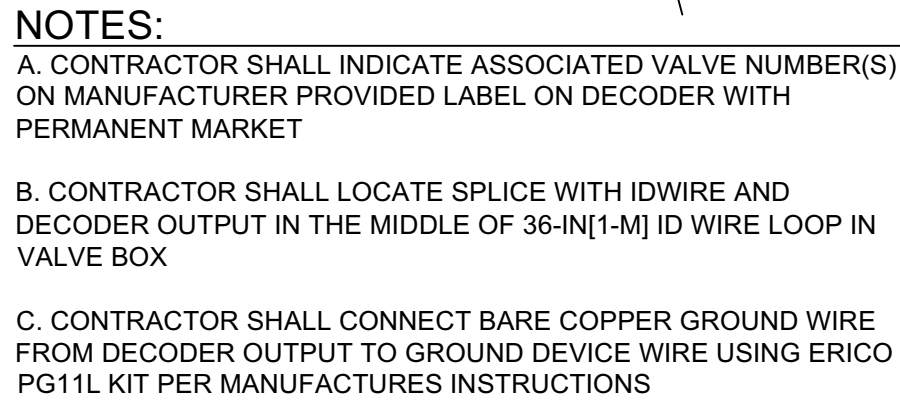 NOTES:
A. CONTRACTOR SHALL INDICATE ASSOCIATED VALVE NUMBER(S)
ON MANUFACTURER PROVIDED LABEL ON DECODER WITH
PERMANENT MARKET
B. CONTRACTOR SHALL LOCATE SPLICE WITH IDWIRE AND
DECODER OUTPUT IN THE MIDDLE OF 36-IN[1-M] ID WIRE LOOP IN
VALVE BOX
C. CONTRACTOR SHALL CONNECT BARE COPPER GROUND WIRE
FROM DECODER OUTPUT TO GROUND DEVICE WIRE USING ERICO
PG11L KIT PER MANUFACTURES INSTRUCTIONS